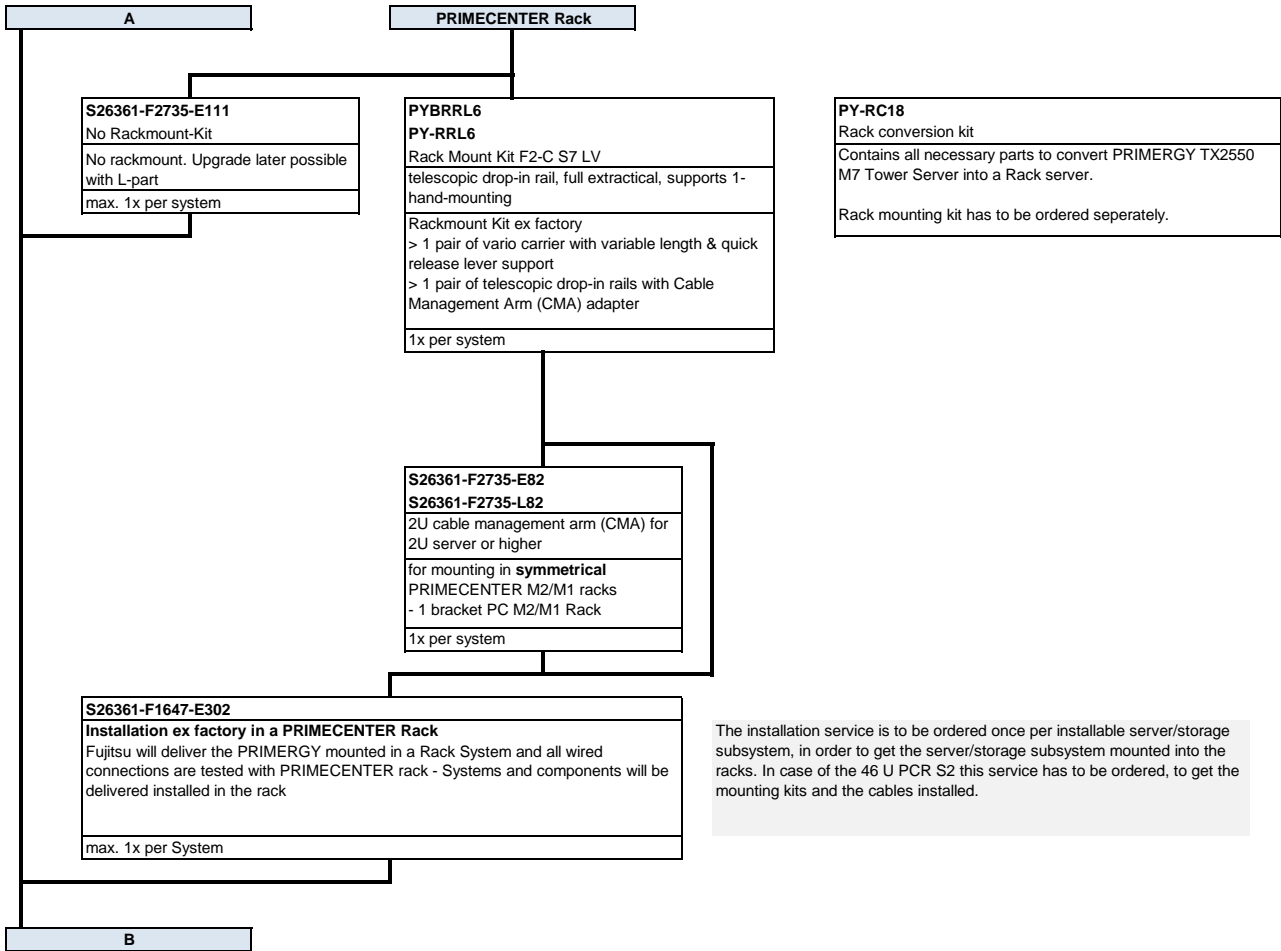 A
PRIMECENTER Rack
S26361-F2735-E111
No Rackmount-Kit
No rackmount. Upgrade later possible
with L-part
max. 1x per system
PYBRRL6
PY-RRL6
Rack Mount Kit F2-C S7 LV
telescopic drop-in rail, full extractical, supports 1-
hand-mounting
Rackmount Kit ex factory
> 1 pair of vario carrier with variable length & quick
release lever support
> 1 pair of telescopic drop-in rails with Cable
Management Arm (CMA) adapter
1x per system
PY-RC18
Rack conversion kit
Contains all necessary parts to convert PRIMERGY TX2550
M7 Tower Server into a Rack server.
Rack mounting kit has to be ordered seperately.
S26361-F2735-E82
S26361-F2735-L82
2U cable management arm (CMA) for
2U server or higher
for mounting in symmetrical
PRIMECENTER M2/M1 racks
- 1 bracket PC M2/M1 Rack
1x per system
S26361-F1647-E302
Installation ex factory in a PRIMECENTER Rack
Fujitsu will deliver the PRIMERGY mounted in a Rack System and all wired
connections are tested with PRIMECENTER rack - Systems and components will be
delivered installed in the rack
max. 1x per System
The installation service is to be ordered once per installable server/storage
subsystem, in order to get the server/storage subsystem mounted into the
racks. In case of the 46 U PCR S2 this service has to be ordered, to get the
mounting kits and the cables installed.
B